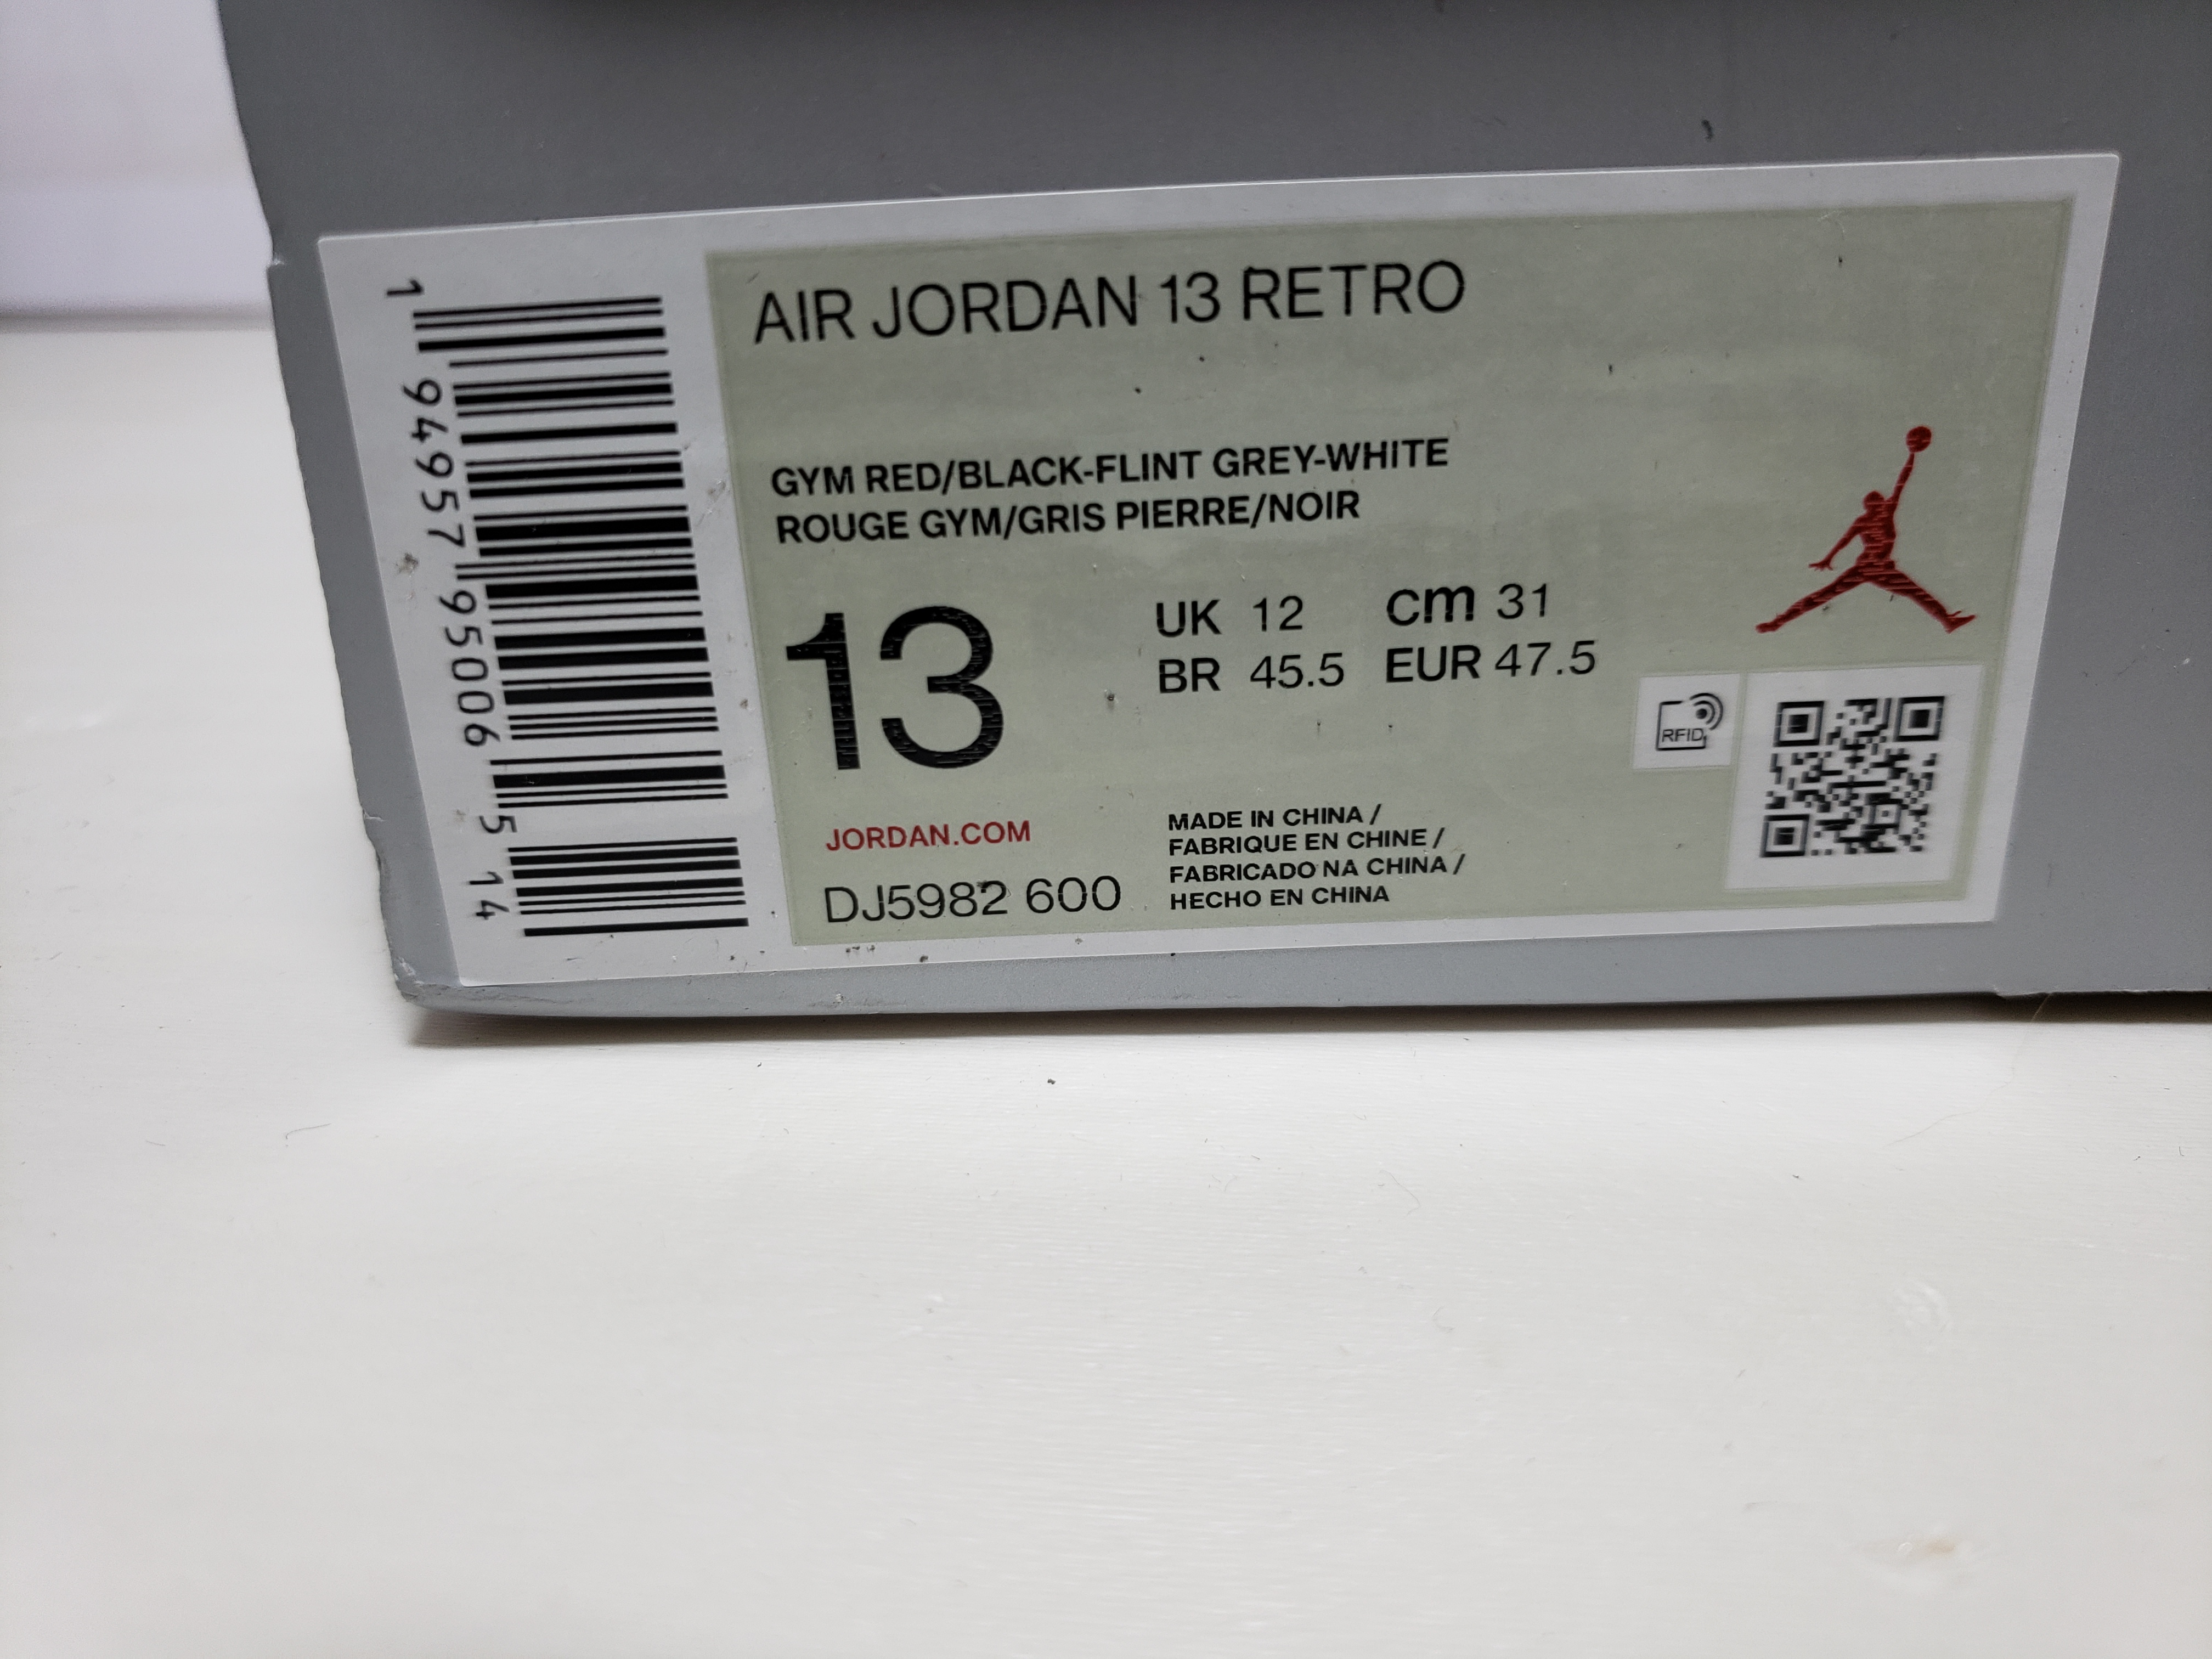 AIR JORDAN 13 RETRO
GYM RED/BLACK-FLINT GREY-WHITE
ROUGE GYM/GRIS PIERRE/NOIR
13
UK 12 cm 31
BR 45.5 EUR 47.5
RFID
JORDAN.COM
DJ5982 600
MADE IN CHINA /
FABRIQUE EN CHINE /
FABRICADO NA CHINA /
HECHO EN CHINA
1 94957 95006 5 14